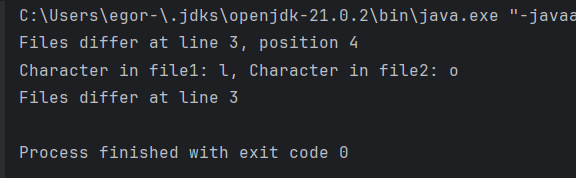 C:\Users\egor-\.jdks\openjdk-21.0.2\bin\java.exe "-javaa
Files differ at line 3, position 4
Character in file1: l, Character in file2: o
Files differ at line 3
Process finished with exit code 0